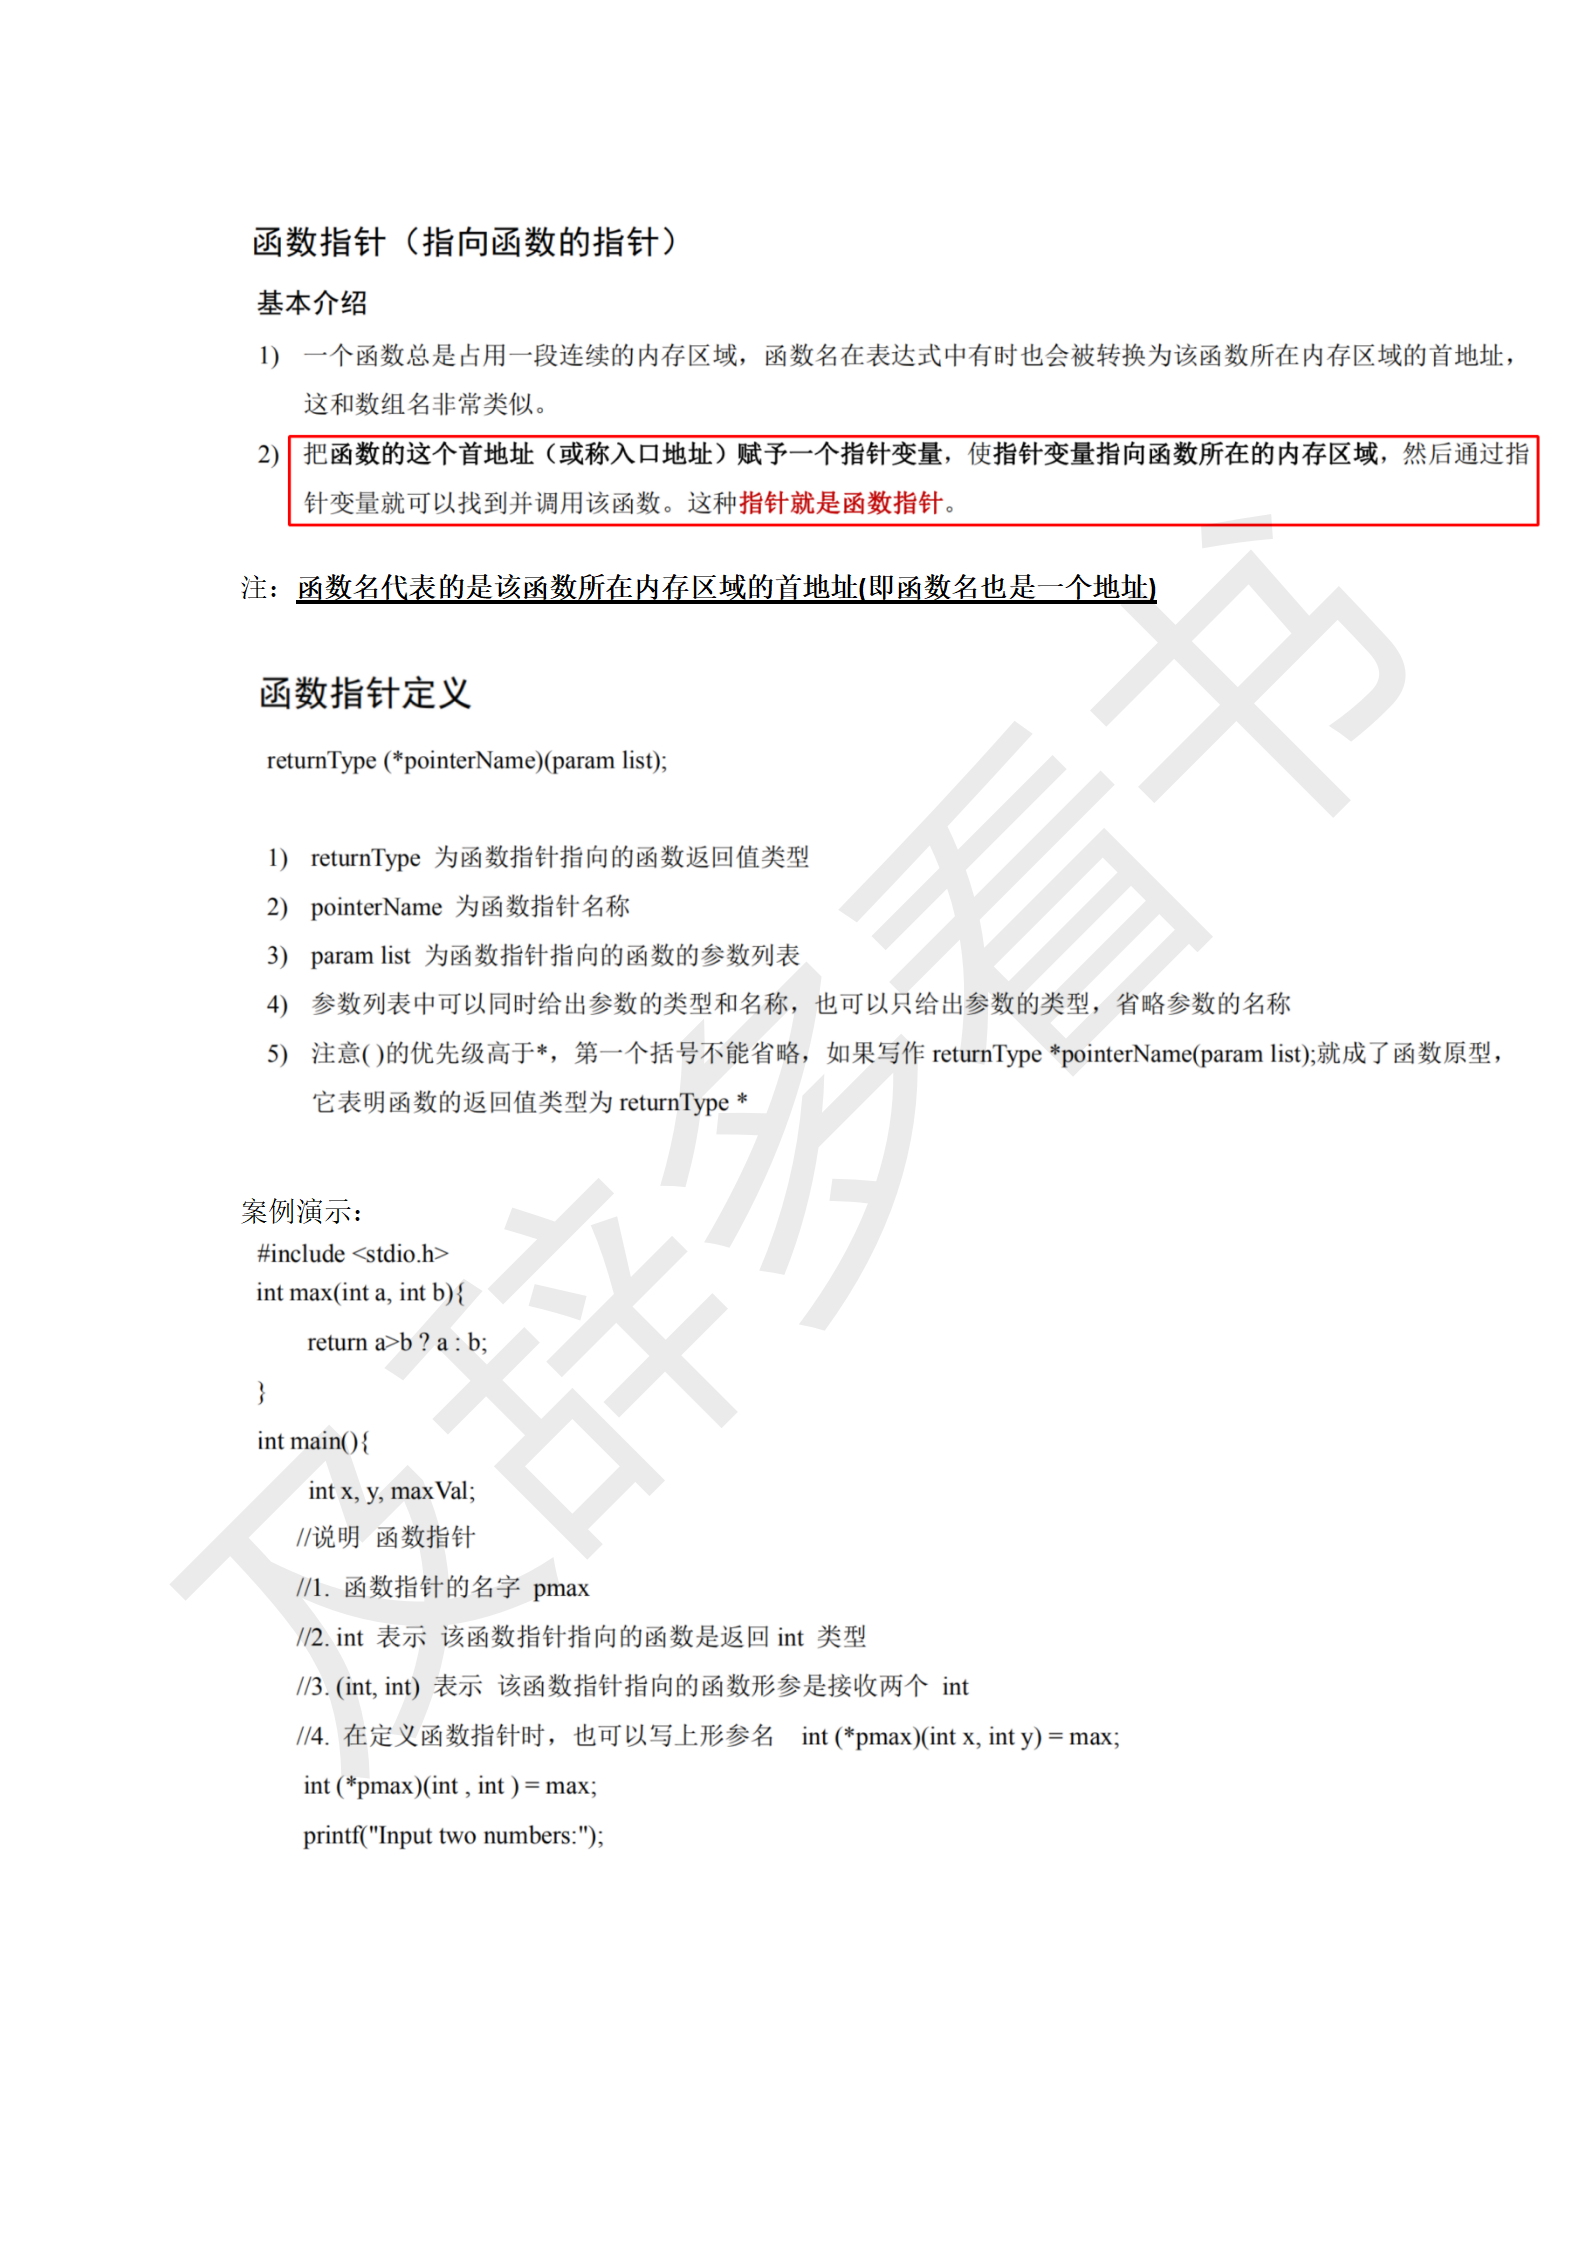 函数指针（指向函数的指针）
基本介绍
1) 一个函数总是占用一段连续的内存区域，函数名在表达式中有时也会被转换为该函数所在内存区域的首地址，
这和数组名非常类似。
2) 把函数的这个首地址（或称入口地址）赋予一个指针变量，使指针变量指向函数所在的内存区域，然后通过指
针变量就可以找到并调用该函数。这种指针就是函数指针。
注：函数名代表的是该函数所在内存区域的首地址(即函数名也是一个地址)
函数指针定义
returnType (*pointerName)(param list);
1) returnType 为函数指针指向的函数返回值类型
2) pointerName 为函数指针名称
3) param list 为函数指针指向的函数的参数列表
4) 参数列表中可以同时给出参数的类型和名称，也可以只给出参数的类型，省略参数的名称
5) 注意( )的优先级高于*，第一个括号不能省略，如果写作 returnType *pointerName(param list);就成了函数原型，
它表明函数的返回值类型为 returnType *
案例演示：
#include <stdio.h>
int max(int a, int b){
return a>b ? a : b;
}
int main(){
int x, y, maxVal;
//说明 函数指针
//1. 函数指针的名字 pmax
//2. int 表示 该函数指针指向的函数是返回 int 类型
//3. (int, int) 表示 该函数指针指向的函数形参是接收两个 int
//4. 在定义函数指针时，也可以写上形参名 int (*pmax)(int x, int y) = max;
int (*pmax)(int , int ) = max;
printf("Input two numbers:");
及辞多看书